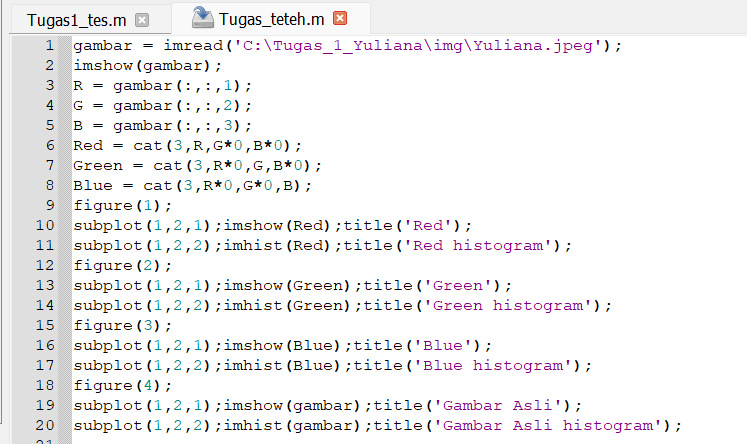 Tugas1_tes.m Tugas_teteh.m
1 gambar = imread('C:\Tugas_1_Yuliana\img\Yuliana.jpeg');
2 imshow(gambar);
3 R = gambar(:,:,1);
4 G = gambar(:,:,2);
5 B = gambar(:,:,3);
6 Red = cat(3,R,G*0,B*0);
7 Green = cat(3,R*0,G,B*0);
8 Blue = cat(3,R*0,G*0,B);
9 figure(1);
10 subplot(1,2,1);imshow(Red);title('Red');
11 subplot(1,2,2);imhist(Red);title('Red histogram');
12 figure(2);
13 subplot(1,2,1);imshow(Green);title('Green');
14 subplot(1,2,2);imhist(Green);title('Green histogram');
15 figure(3);
16 subplot(1,2,1);imshow(Blue);title('Blue');
17 subplot(1,2,2);imhist(Blue);title('Blue histogram');
18 figure(4);
19 subplot(1,2,1);imshow(gambar);title('Gambar Asli');
20 subplot(1,2,2);imhist(gambar);title('Gambar Asli histogram');